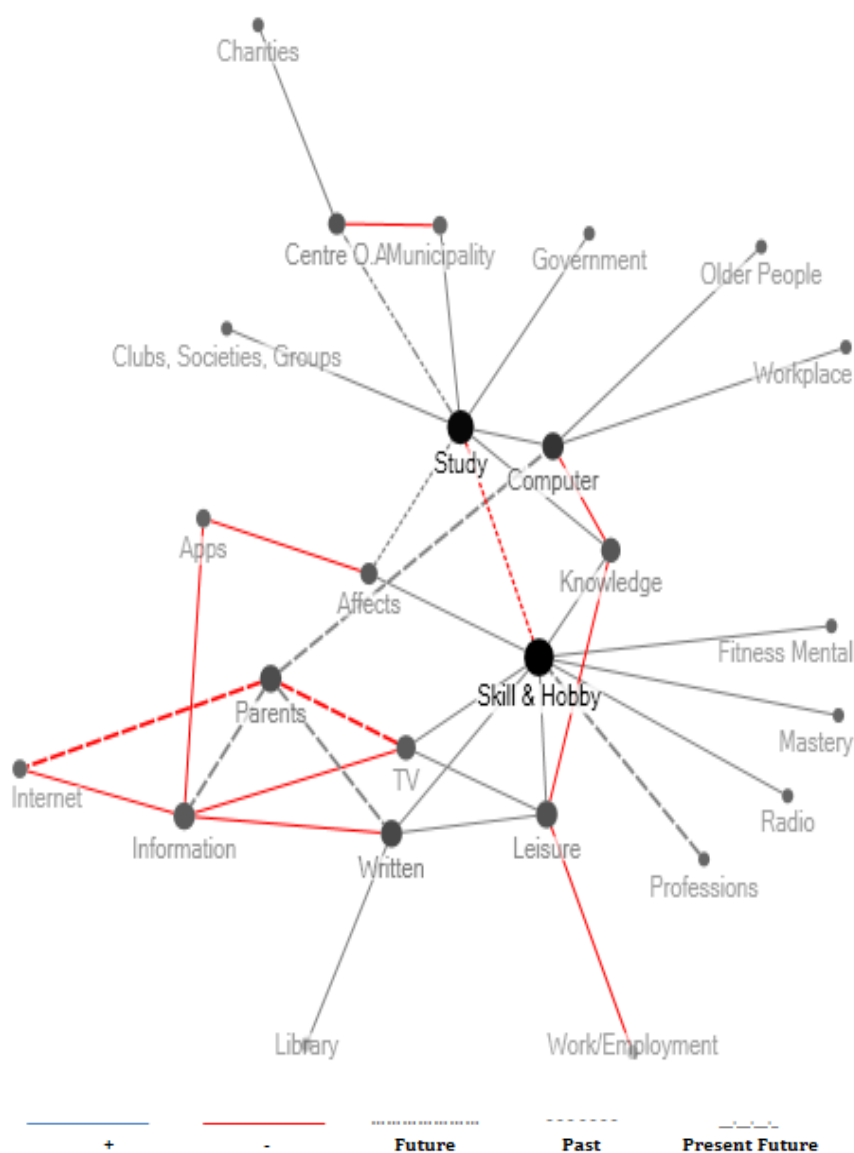 Charities
Centre O.A
Municipality
Government
Older People
Clubs, Societies, Groups
Workplace
Study
Computer
Apps
Affects
Knowledge
Fitness Mental
Parents
Skill & Hobby
Mastery
TV
Internet
Radio
Information
Written
Leisure
Professions
Library
Work/Employment
+ - Future Past Present Future